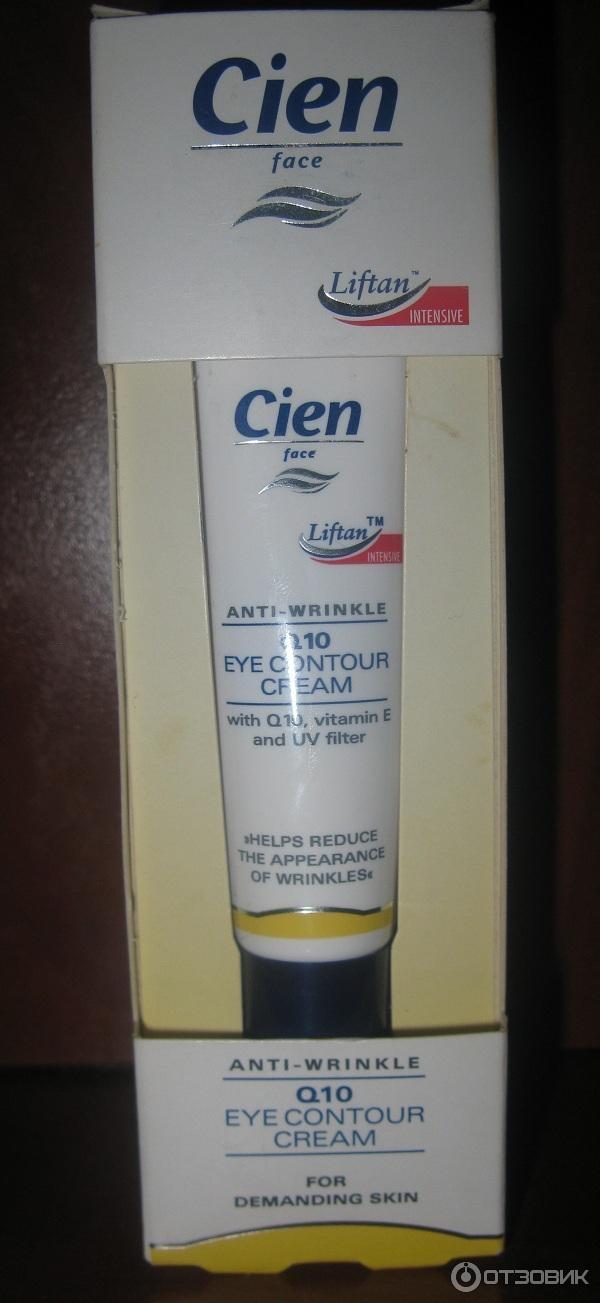 Cien
face
Liftan™
INTENSIVE
Cien
face
Liftan™
INTENSIVE
ANTI-WRINKLE
Q10
EYE CONTOUR
CREAM
with Q10, vitamin E
and UV filter
»HELPS REDUCE
THE APPEARANCE
OF WRINKLES«
ANTI-WRINKLE
Q10
EYE CONTOUR
CREAM
FOR
DEMANDING SKIN
ОТЗОВИК